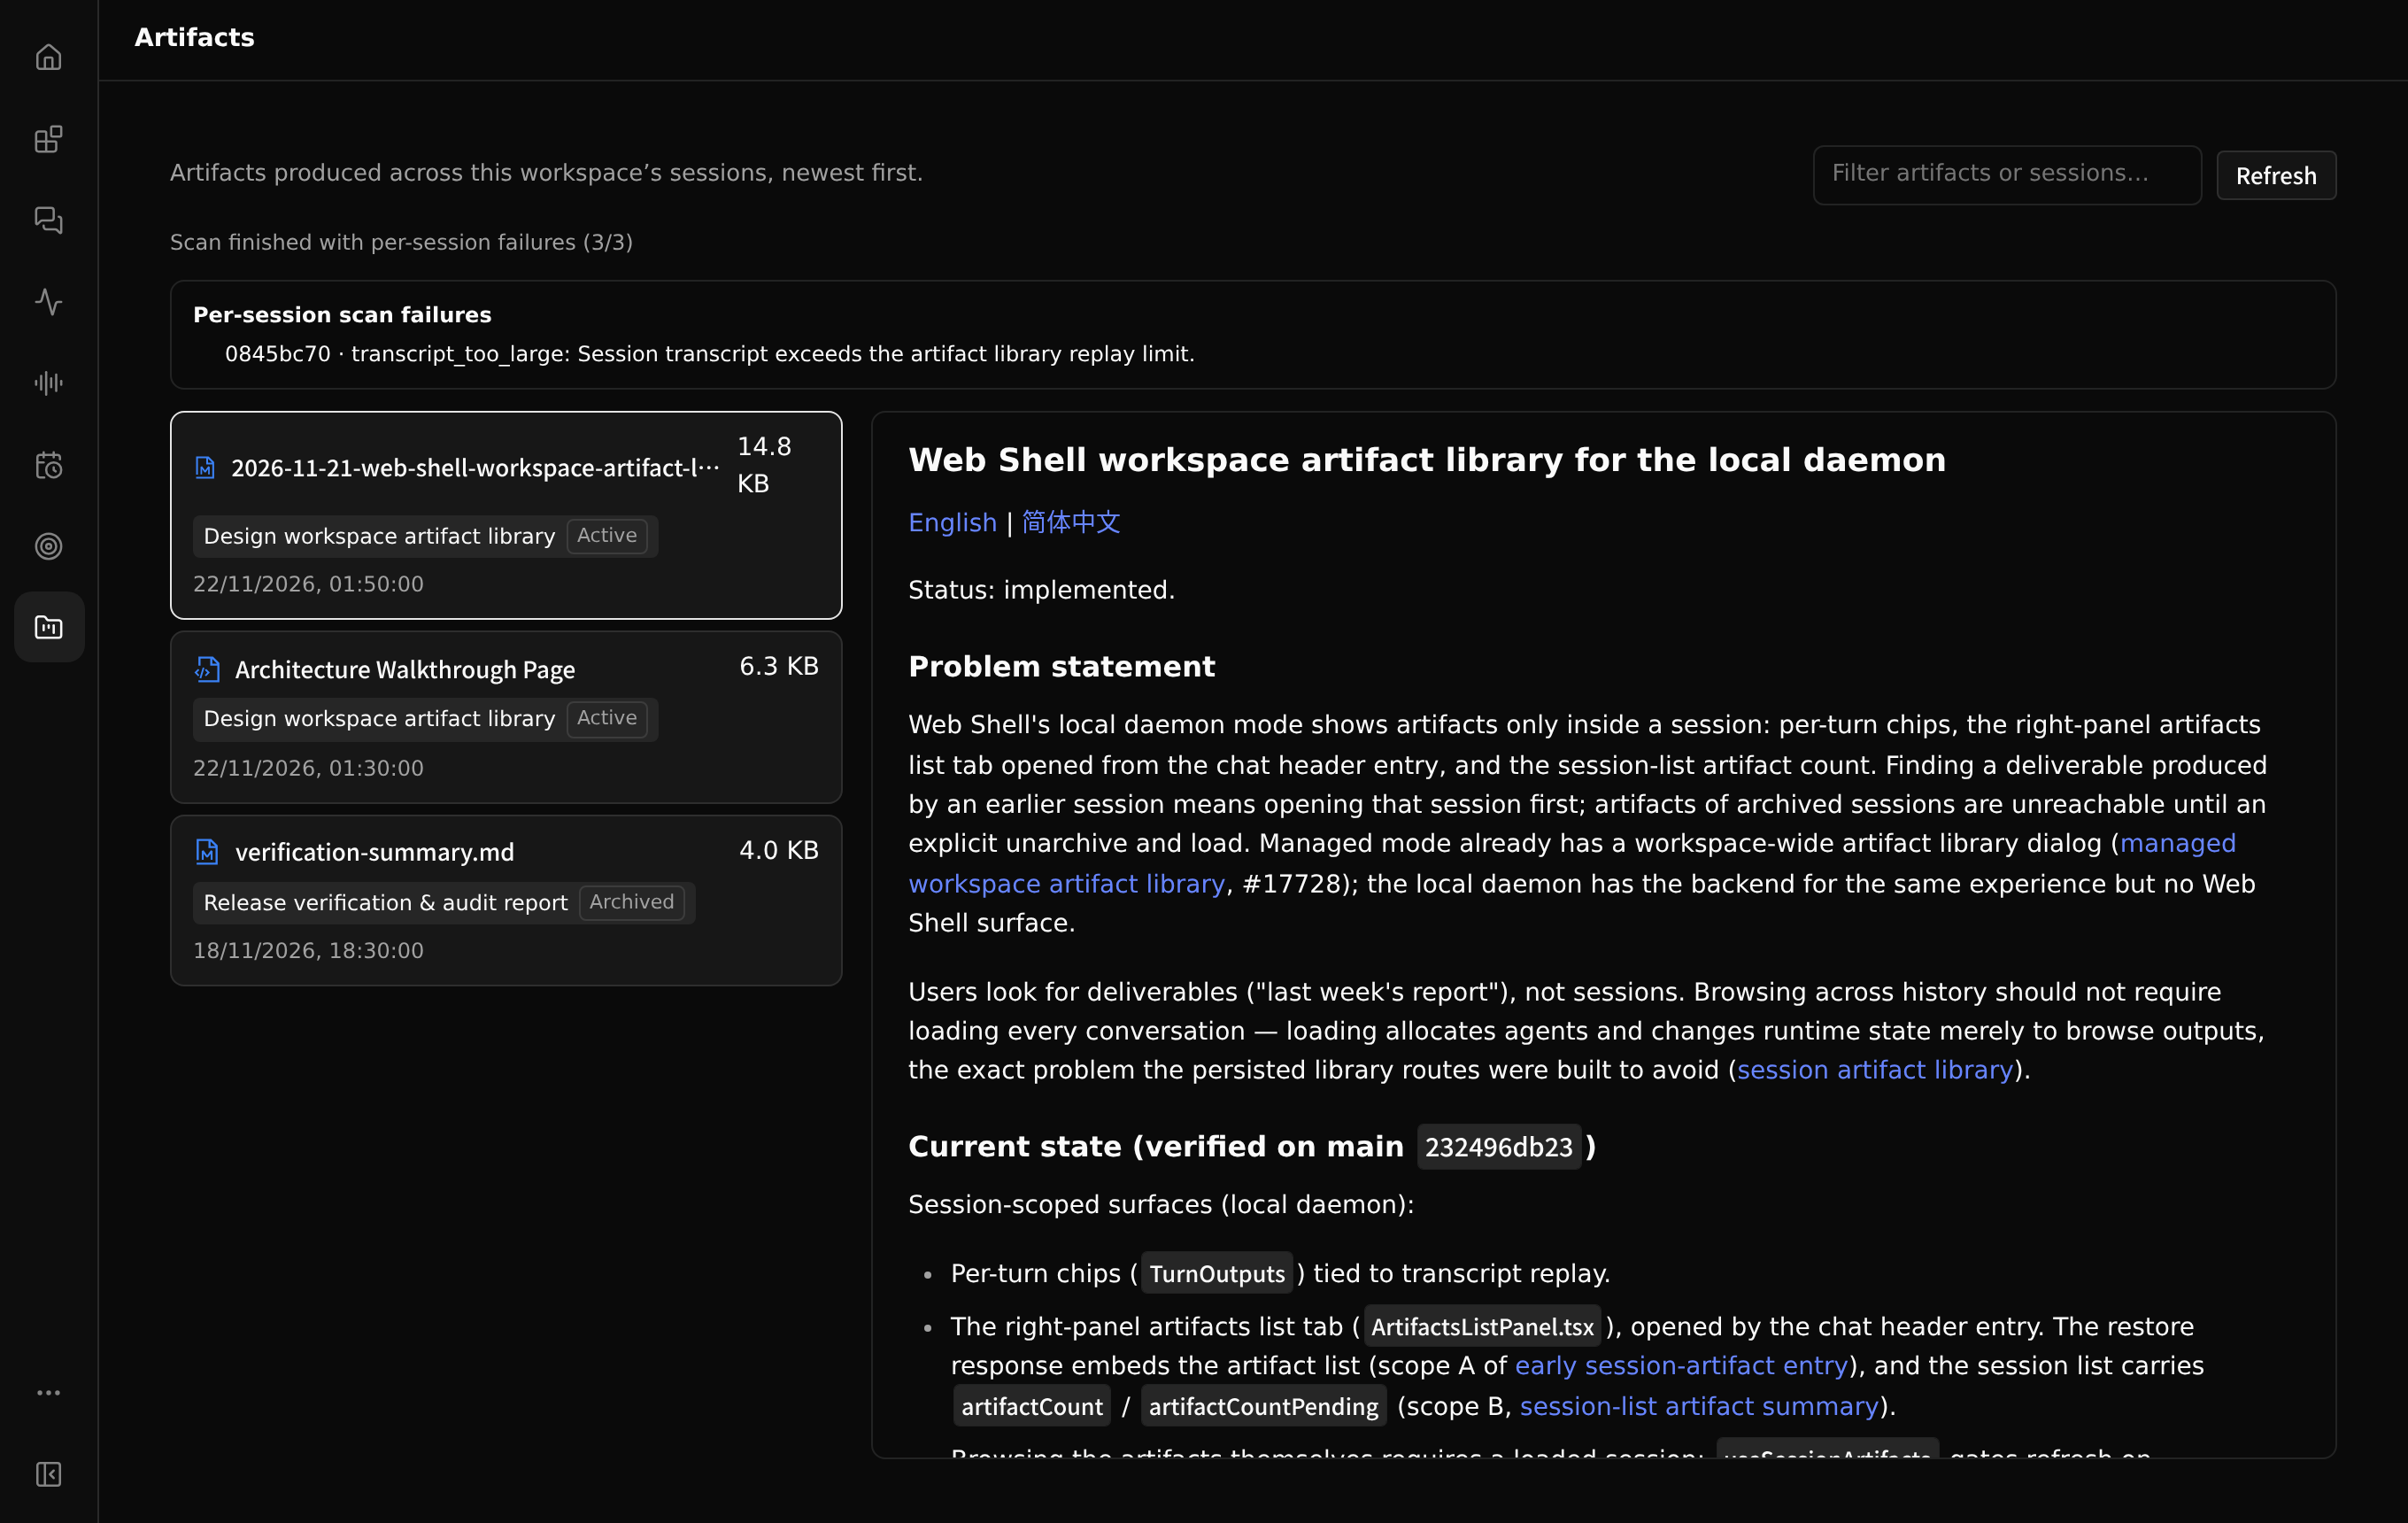 Artifacts
Artifacts produced across this workspace’s sessions, newest first.
Filter artifacts or sessions...
Refresh
Scan finished with per-session failures (3/3)
Per-session scan failures
0845bc70 · transcript_too_large: Session transcript exceeds the artifact library replay limit.
2026-11-21-web-shell-workspace-artifact-l···
14.8
KB
Design workspace artifact library Active
22/11/2026, 01:50:00
Architecture Walkthrough Page 6.3 KB
Design workspace artifact library Active
22/11/2026, 01:30:00
verification-summary.md 4.0 KB
Release verification & audit report Archived
18/11/2026, 18:30:00
Web Shell workspace artifact library for the local daemon
English | 简体中文
Status: implemented.
Problem statement
Web Shell's local daemon mode shows artifacts only inside a session: per-turn chips, the right-panel artifacts
list tab opened from the chat header entry, and the session-list artifact count. Finding a deliverable produced
by an earlier session means opening that session first; artifacts of archived sessions are unreachable until an
explicit unarchive and load. Managed mode already has a workspace-wide artifact library dialog (managed
workspace artifact library, #17728); the local daemon has the backend for the same experience but no Web
Shell surface.
Users look for deliverables ("last week's report"), not sessions. Browsing across history should not require
loading every conversation — loading allocates agents and changes runtime state merely to browse outputs,
the exact problem the persisted library routes were built to avoid (session artifact library).
Current state (verified on main 232496db23)
Session-scoped surfaces (local daemon):
• Per-turn chips (TurnOutputs) tied to transcript replay.
• The right-panel artifacts list tab (ArtifactsListPanel.tsx), opened by the chat header entry. The restore
response embeds the artifact list (scope A of early session-artifact entry), and the session list carries
artifactCount / artifactCountPending (scope B, session-list artifact summary).
Browsing the artifacts themselves requires a loaded session: useSessionArtifacts gates refresh on